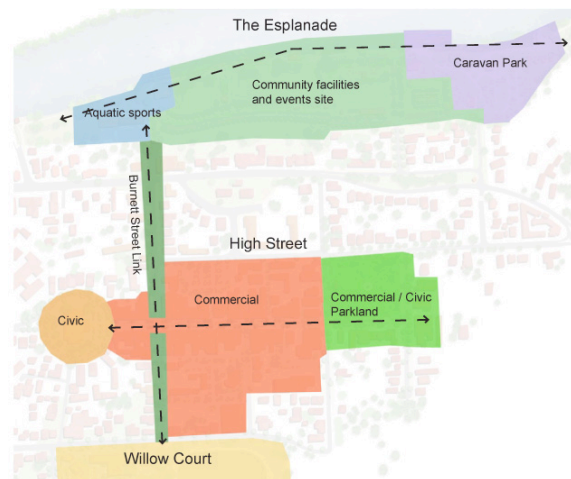 The Esplanade
Caravan Park
Community facilities
and events site
Aquatic sports
Burnett Street Link
High Street
Commercial
Commercial / Civic
Parkland
Civic
Willow Court